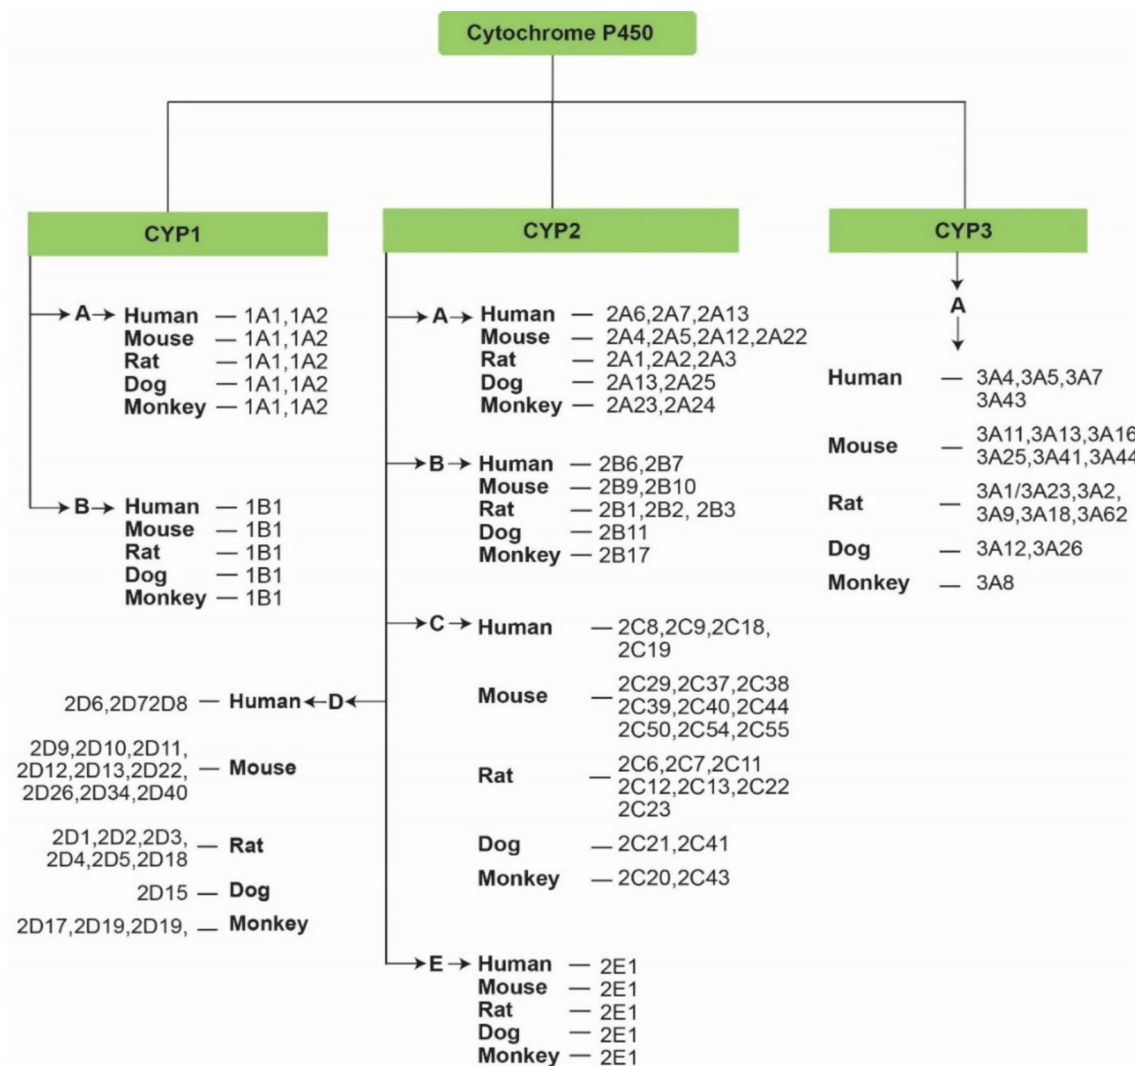 Cytochrome P450
CYP1
A Human — 1A1,1A2
Mouse — 1A1,1A2
Rat — 1A1,1A2
Dog — 1A1,1A2
Monkey — 1A1,1A2
B Human — 1B1
Mouse — 1B1
Rat — 1B1
Dog — 1B1
Monkey — 1B1
CYP2
A Human — 2A6,2A7,2A13
Mouse — 2A4,2A5,2A12,2A22
Rat — 2A1,2A2,2A3
Dog — 2A13,2A25
Monkey — 2A23,2A24
B Human — 2B6,2B7
Mouse — 2B9,2B10
Rat — 2B1,2B2, 2B3
Dog — 2B11
Monkey — 2B17
C Human — 2C8,2C9,2C18,
2C19
Mouse — 2C29,2C37,2C38
2C39,2C40,2C44
2C50,2C54,2C55
Rat — 2C6,2C7,2C11
2C12,2C13,2C22
2C23
Dog — 2C21,2C41
Monkey — 2C20,2C43
2D6,2D72D8 — Human D
2D9,2D10,2D11,
2D12,2D13,2D22, — Mouse
2D26,2D34,2D40
2D1,2D2,2D3,
2D4,2D5,2D18 — Rat
2D15 — Dog
2D17,2D19,2D19, — Monkey
E Human — 2E1
Mouse — 2E1
Rat — 2E1
Dog — 2E1
Monkey — 2E1
CYP3
A
Human — 3A4,3A5,3A7
3A43
Mouse — 3A11,3A13,3A16
3A25,3A41,3A44
Rat — 3A1/3A23,3A2,
3A9,3A18,3A62
Dog — 3A12,3A26
Monkey — 3A8